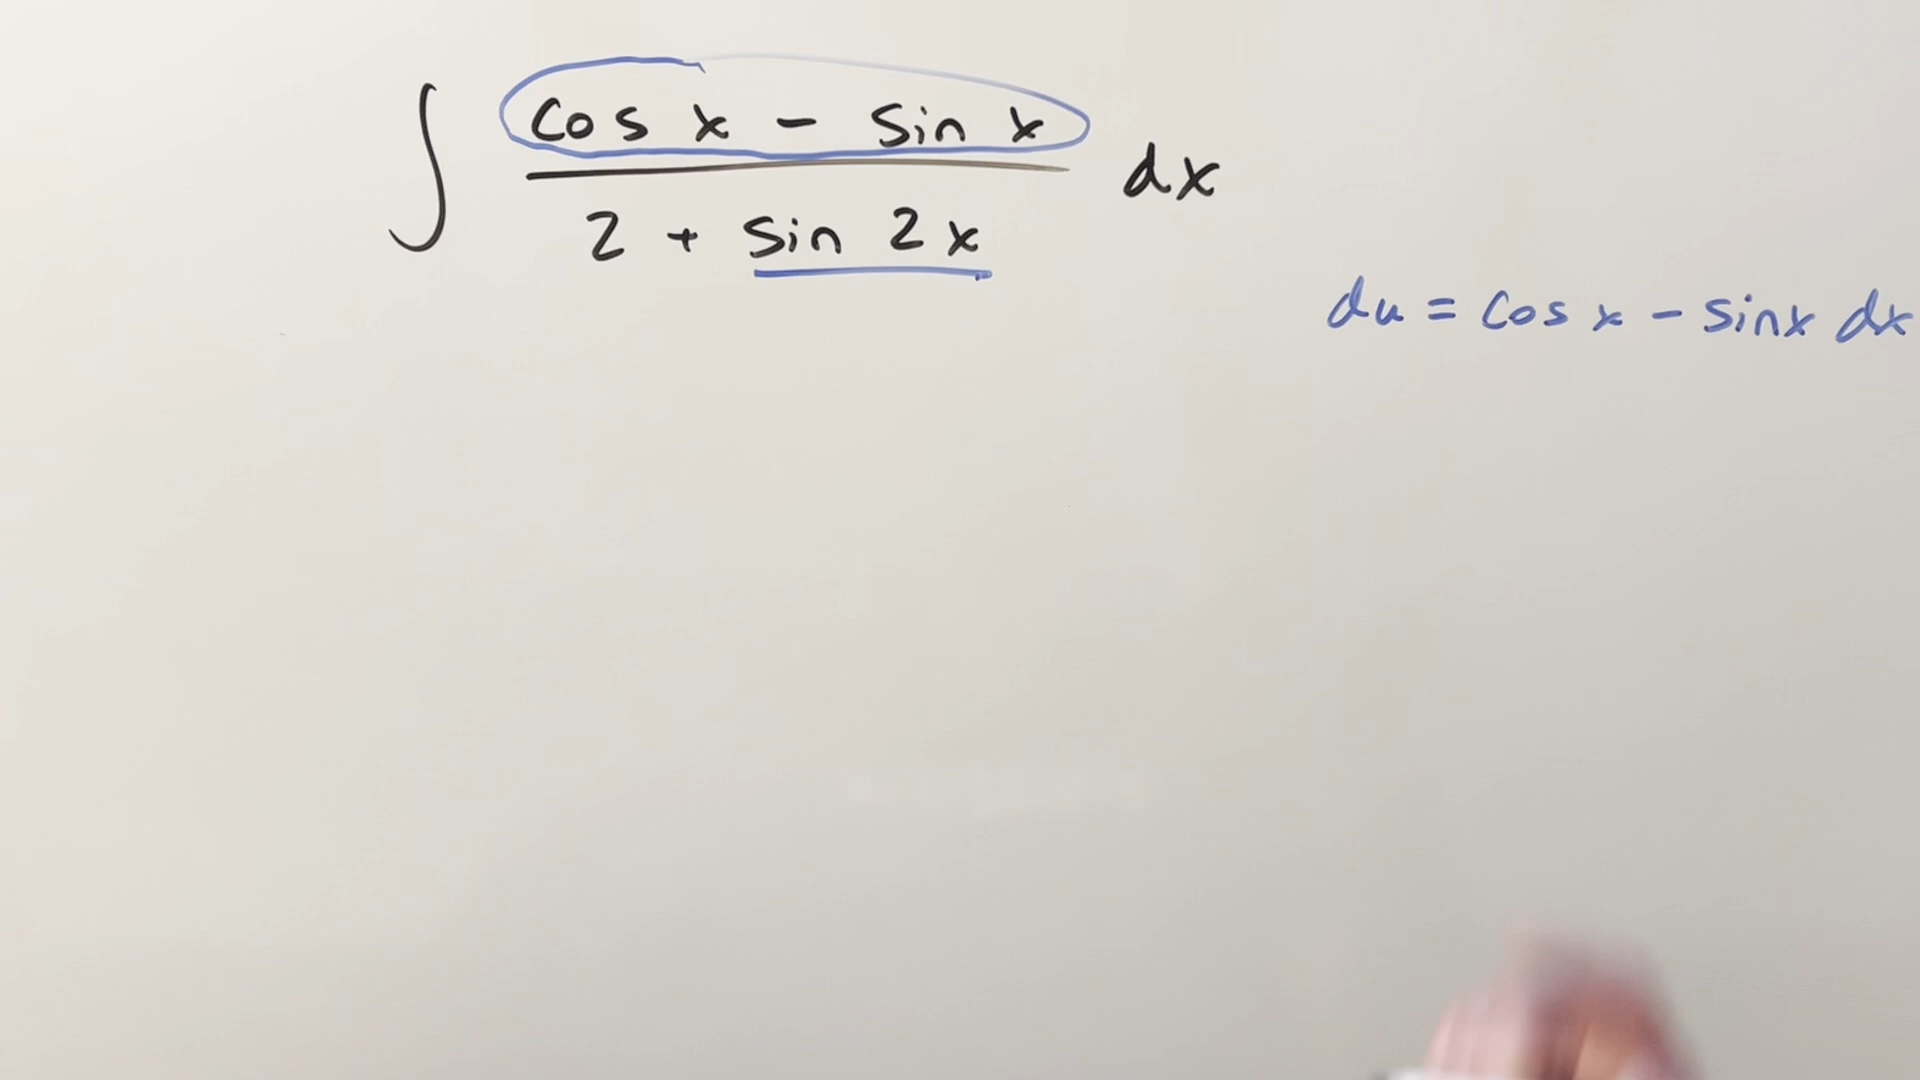 ∫ cos x - sin x / 2 + sin 2x dx
du = cos x - sinx dx